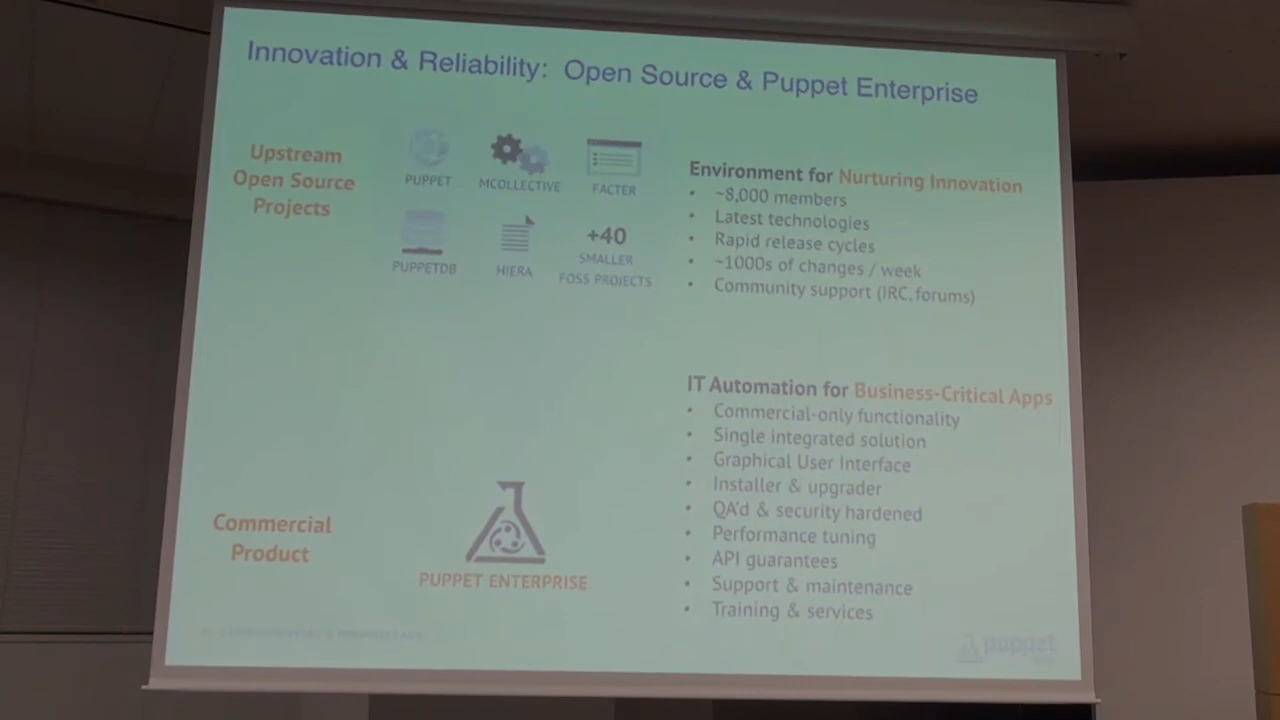 Innovation & Reliability: Open Source & Puppet Enterprise
Upstream
Open Source
Projects
PUPPET
MCOLLECTIVE
FACTER
PUPPETDB
HIERA
+40
SMALLER
FOSS PROJECTS
Environment for Nurturing Innovation
• ~8,000 members
• Latest technologies
• Rapid release cycles
• ~1000s of changes / week
• Community support (IRC, forums)
Commercial
Product
PUPPET ENTERPRISE
IT Automation for Business-Critical Apps
• Commercial-only functionality
• Single integrated solution
• Graphical User Interface
• Installer & upgrader
• QA'd & security hardened
• Performance tuning
• API guarantees
• Support & maintenance
• Training & services
puppet